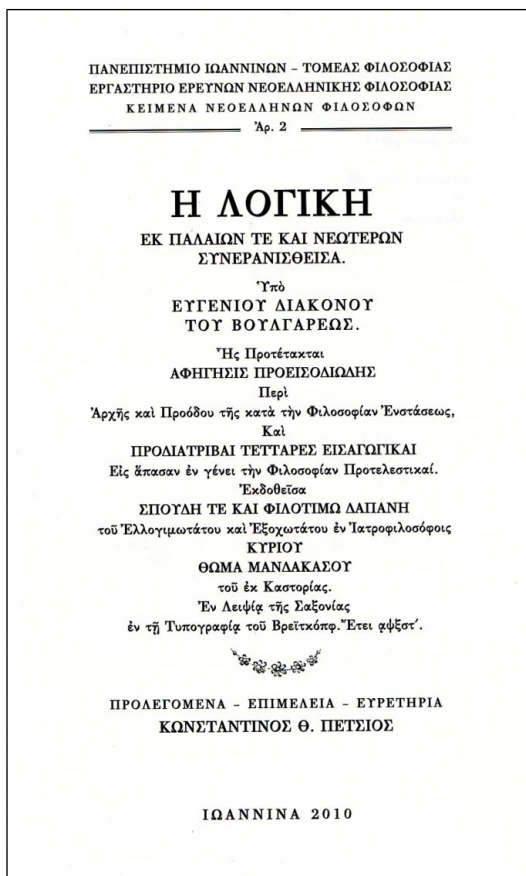 ΠΑΝΕΠΙΣΤΗΜΙΟ ΙΩΑΝΝΙΝΩΝ – ΤΟΜΕΑΣ ΦΙΛΟΣΟΦΙΑΣ
ΕΡΓΑΣΤΗΡΙΟ ΕΡΕΥΝΩΝ ΝΕΟΕΛΛΗΝΙΚΗΣ ΦΙΛΟΣΟΦΙΑΣ
ΚΕΙΜΕΝΑ ΝΕΟΕΛΛΗΝΩΝ ΦΙΛΟΣΟΦΩΝ
Ἀρ. 2
Η ΛΟΓΙΚΗ
ΕΚ ΠΑΛΑΙΩΝ ΤΕ ΚΑΙ ΝΕΩΤΕΡΩΝ
ΣΥΝΕΡΑΝΙΣΘΕΙΣΑ.
Ὑπὸ
ΕΥΓΕΝΙΟΥ ΔΙΑΚΟΝΟΥ
ΤΟΥ ΒΟΥΛΓΑΡΕΩΣ.
Ἧς Προτέτακται
ΑΦΗΓΗΣΙΣ ΠΡΟΕΙΣΟΔΙΩΔΗΣ
Περὶ
Ἀρχῆς καὶ Προόδου τῆς κατὰ τὴν Φιλοσοφίαν Ἐνστάσεως,
Καὶ
ΠΡΟΔΙΑΤΡΙΒΑΙ ΤΕΤΤΑΡΕΣ ΕΙΣΑΓΩΓΙΚΑΙ
Εἰς ἅπασαν ἐν γένει τὴν Φιλοσοφίαν Προτελεστικαί.
Ἐκδοθεῖσα
ΣΠΟΥΔΗ ΤΕ ΚΑΙ ΦΙΛΟΤΙΜΩ ΔΑΠΑΝΗ
τοῦ Ἐλλογιμωτάτου καὶ Ἐξοχωτάτου ἐν Ἰατροφιλοσόφοις
ΚΥΡΙΟΥ
ΘΩΜΑ ΜΑΝΔΑΚΑΣΟΥ
τοῦ ἐκ Καστορίας.
Ἐν Λειψίᾳ τῆς Σαξονίας
ἐν τῇ Τυπογραφίᾳ τοῦ Βρεϊτκόπφ. Ἔτει ͵αψξστʹ.
ΠΡΟΛΕΓΟΜΕΝΑ – ΕΠΙΜΕΛΕΙΑ – ΕΥΡΕΤΗΡΙΑ
ΚΩΝΣΤΑΝΤΙΝΟΣ Θ. ΠΕΤΣΙΟΣ
ΙΩΑΝΝΙΝΑ 2010